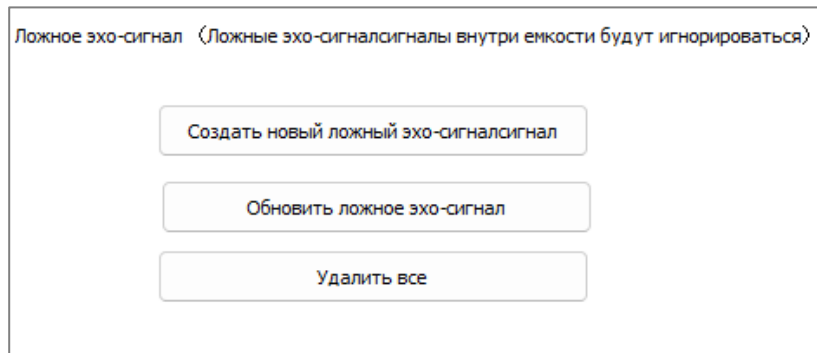 Ложное эхо-сигнал （Ложные эхо-сигналсигналы внутри емкости будут игнорироваться）
Создать новый ложный эхо-сигналсигнал
Обновить ложное эхо-сигнал
Удалить все